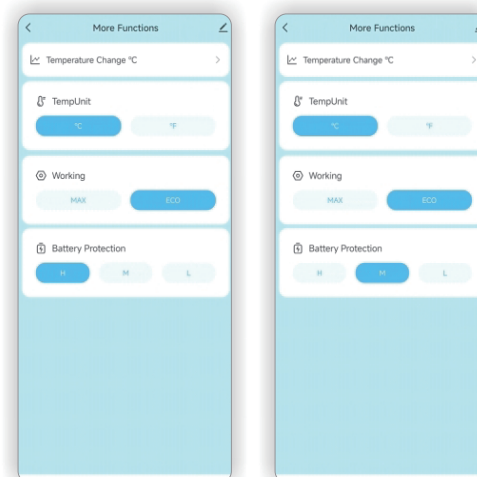 More Functions
Temperature Change °C
TempUnit
°C °F
Working
MAX ECO
Battery Protection
H M L
More Functions
Temperature Change °C
TempUnit
°C °F
Working
MAX ECO
Battery Protection
H M L